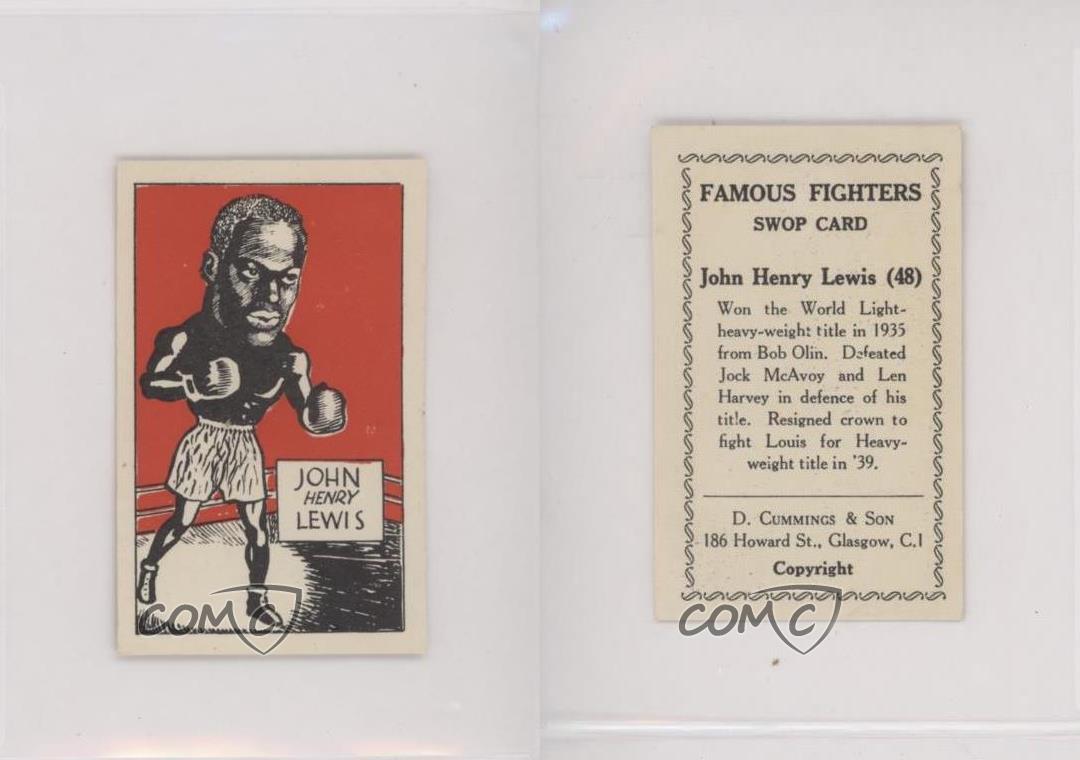 JOHN
HENRY
LEWIS
COMC
FAMOUS FIGHTERS
SWOP CARD
John Henry Lewis (48)
Won the World Light-
heavy-weight title in 1935
from Bob Olin. Defeated
Jock McAvoy and Len
Harvey in defence of his
title. Resigned crown to
fight Louis for Heavy-
weight title in '39.
D. CUMMINGS & SON
186 Howard St., Glasgow, C.1
Copyright
COMC